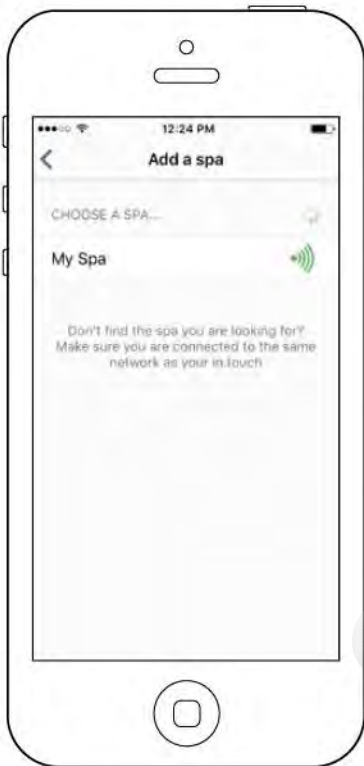 12:24 PM
Add a spa
CHOOSE A SPA...
My Spa
Don't find the spa you are looking for?
Make sure you are connected to the same
network as your in.touch